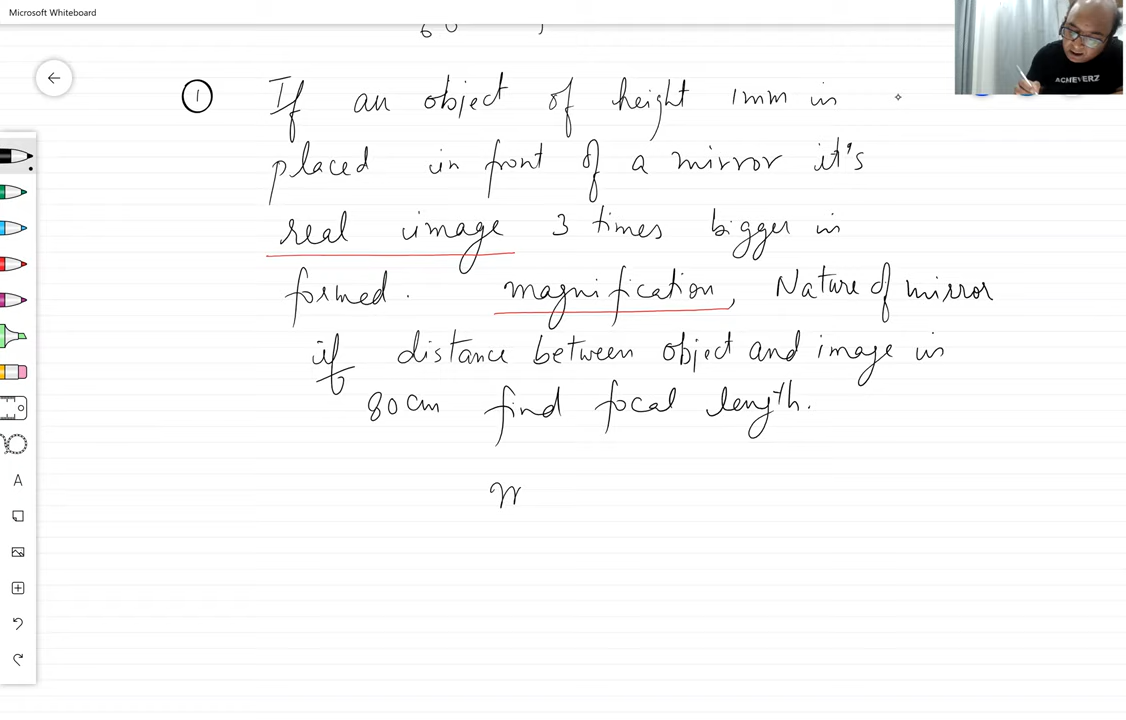 Microsoft Whiteboard
60 ,
ACHEVERZ
1 If an object of height 1mm is
placed in front of a mirror it's
real image 3 times bigger is
formed. magnification, Nature of mirror
if distance between object and image is
80cm find focal length.
m
A